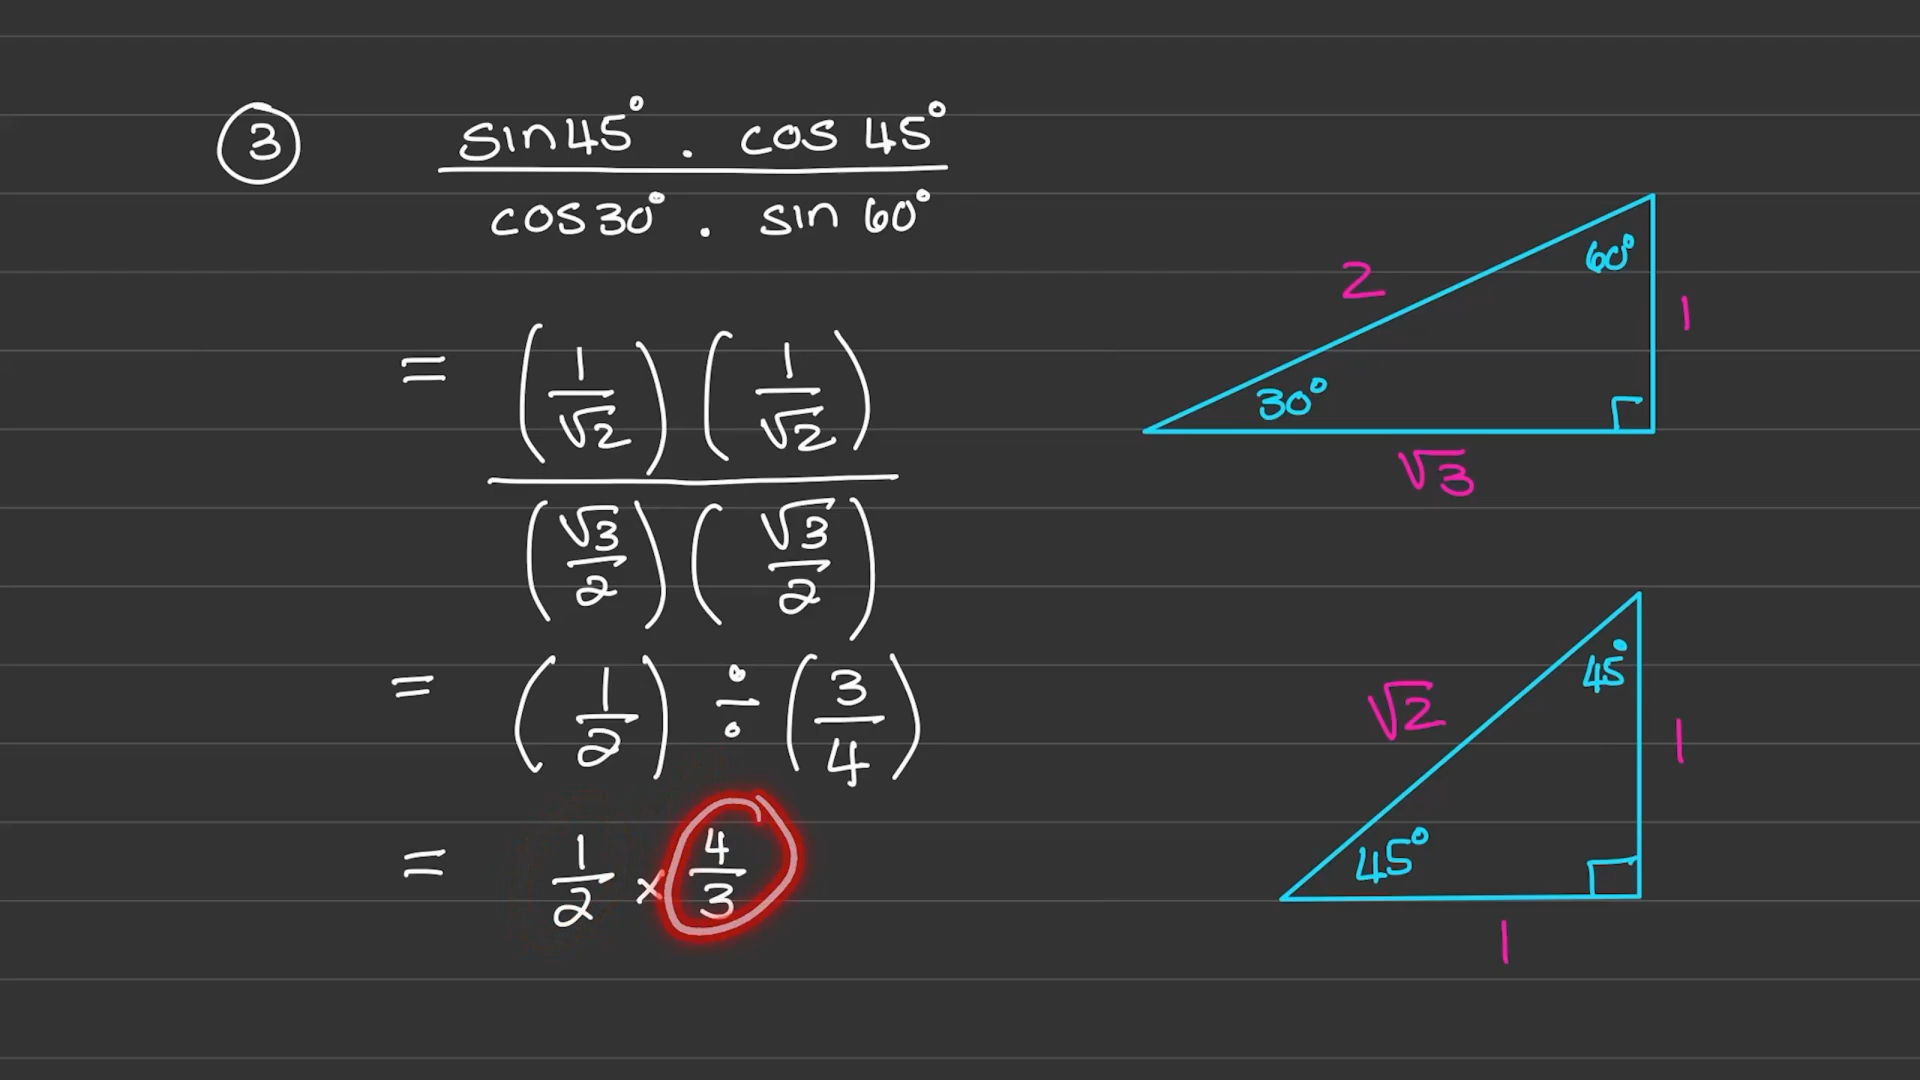 3 sin45° . cos 45°
cos30° . sin 60°
= (1/√2) (1/√2)
(√3/2) (√3/2)
= (1/2) ÷ (3/4)
= 1/2 × 4/3
60°
2
1
30°
√3
45°
√2
1
45°
1